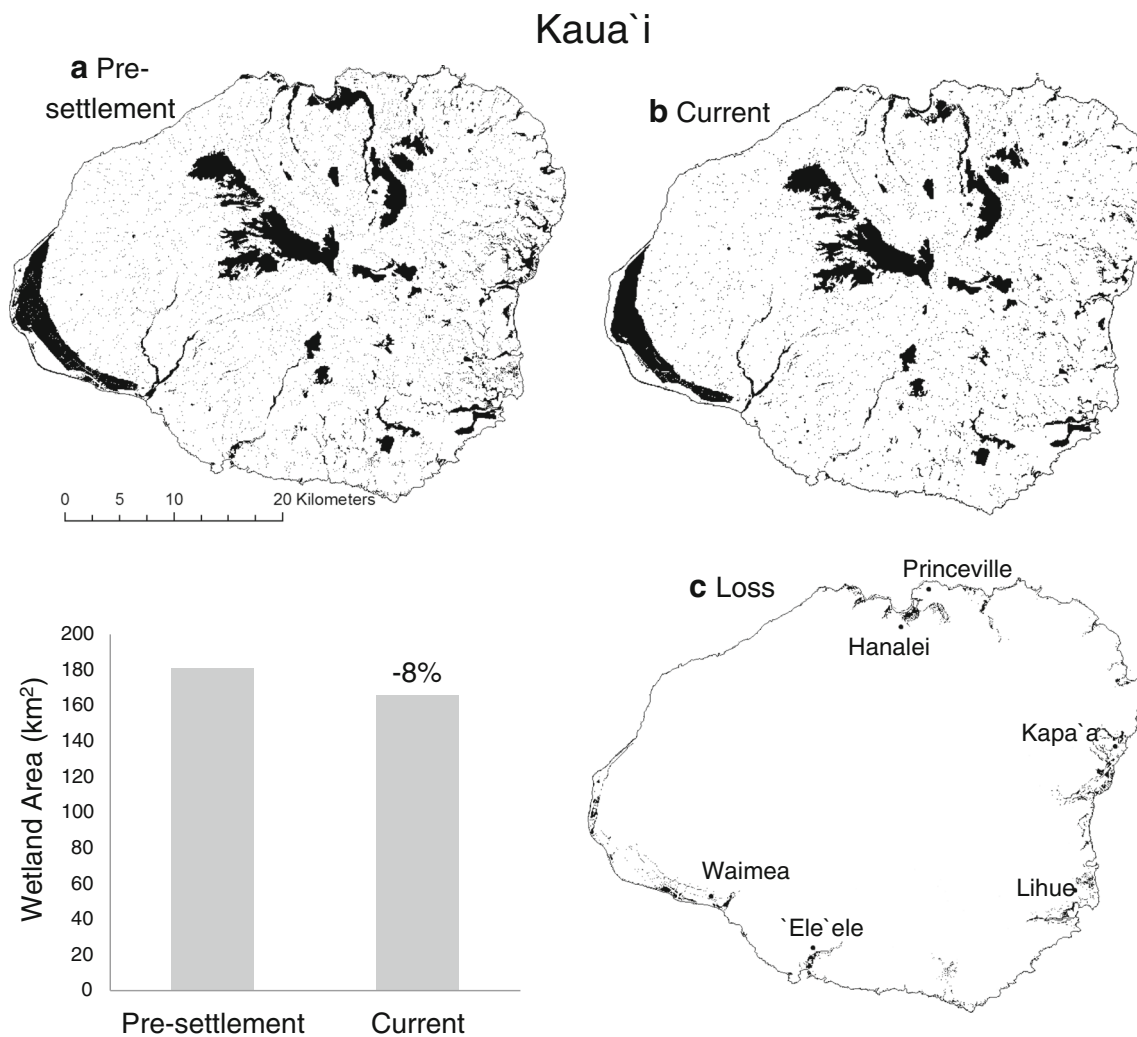 Kaua`i
a Pre-
settlement
b Current
0 5 10 20 Kilometers
c Loss
Princeville
Hanalei
Kapa`a
Waimea
Lihue
`Ele`ele
Wetland Area (km²)
200
180
160
140
120
100
80
60
40
20
0
-8%
Pre-settlement Current